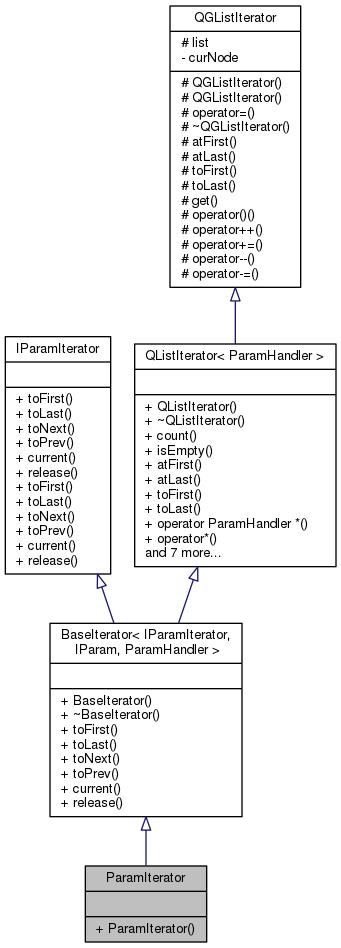 QGListIterator
# list
- curNode
# QGListIterator()
# QGListIterator()
# operator=()
# ~QGListIterator()
# atFirst()
# atLast()
# toFirst()
# toLast()
# get()
# operator()()
# operator++()
# operator+=()
# operator--()
# operator-=()
IParamIterator
+ toFirst()
+ toLast()
+ toNext()
+ toPrev()
+ current()
+ release()
+ toFirst()
+ toLast()
+ toNext()
+ toPrev()
+ current()
+ release()
QListIterator< ParamHandler >
+ QListIterator()
+ ~QListIterator()
+ count()
+ isEmpty()
+ atFirst()
+ atLast()
+ toFirst()
+ toLast()
+ operator ParamHandler *()
+ operator*()
and 7 more...
BaseIterator< IParamIterator,
IParam, ParamHandler >
+ BaseIterator()
+ ~BaseIterator()
+ toFirst()
+ toLast()
+ toNext()
+ toPrev()
+ current()
+ release()
ParamIterator
+ ParamIterator()